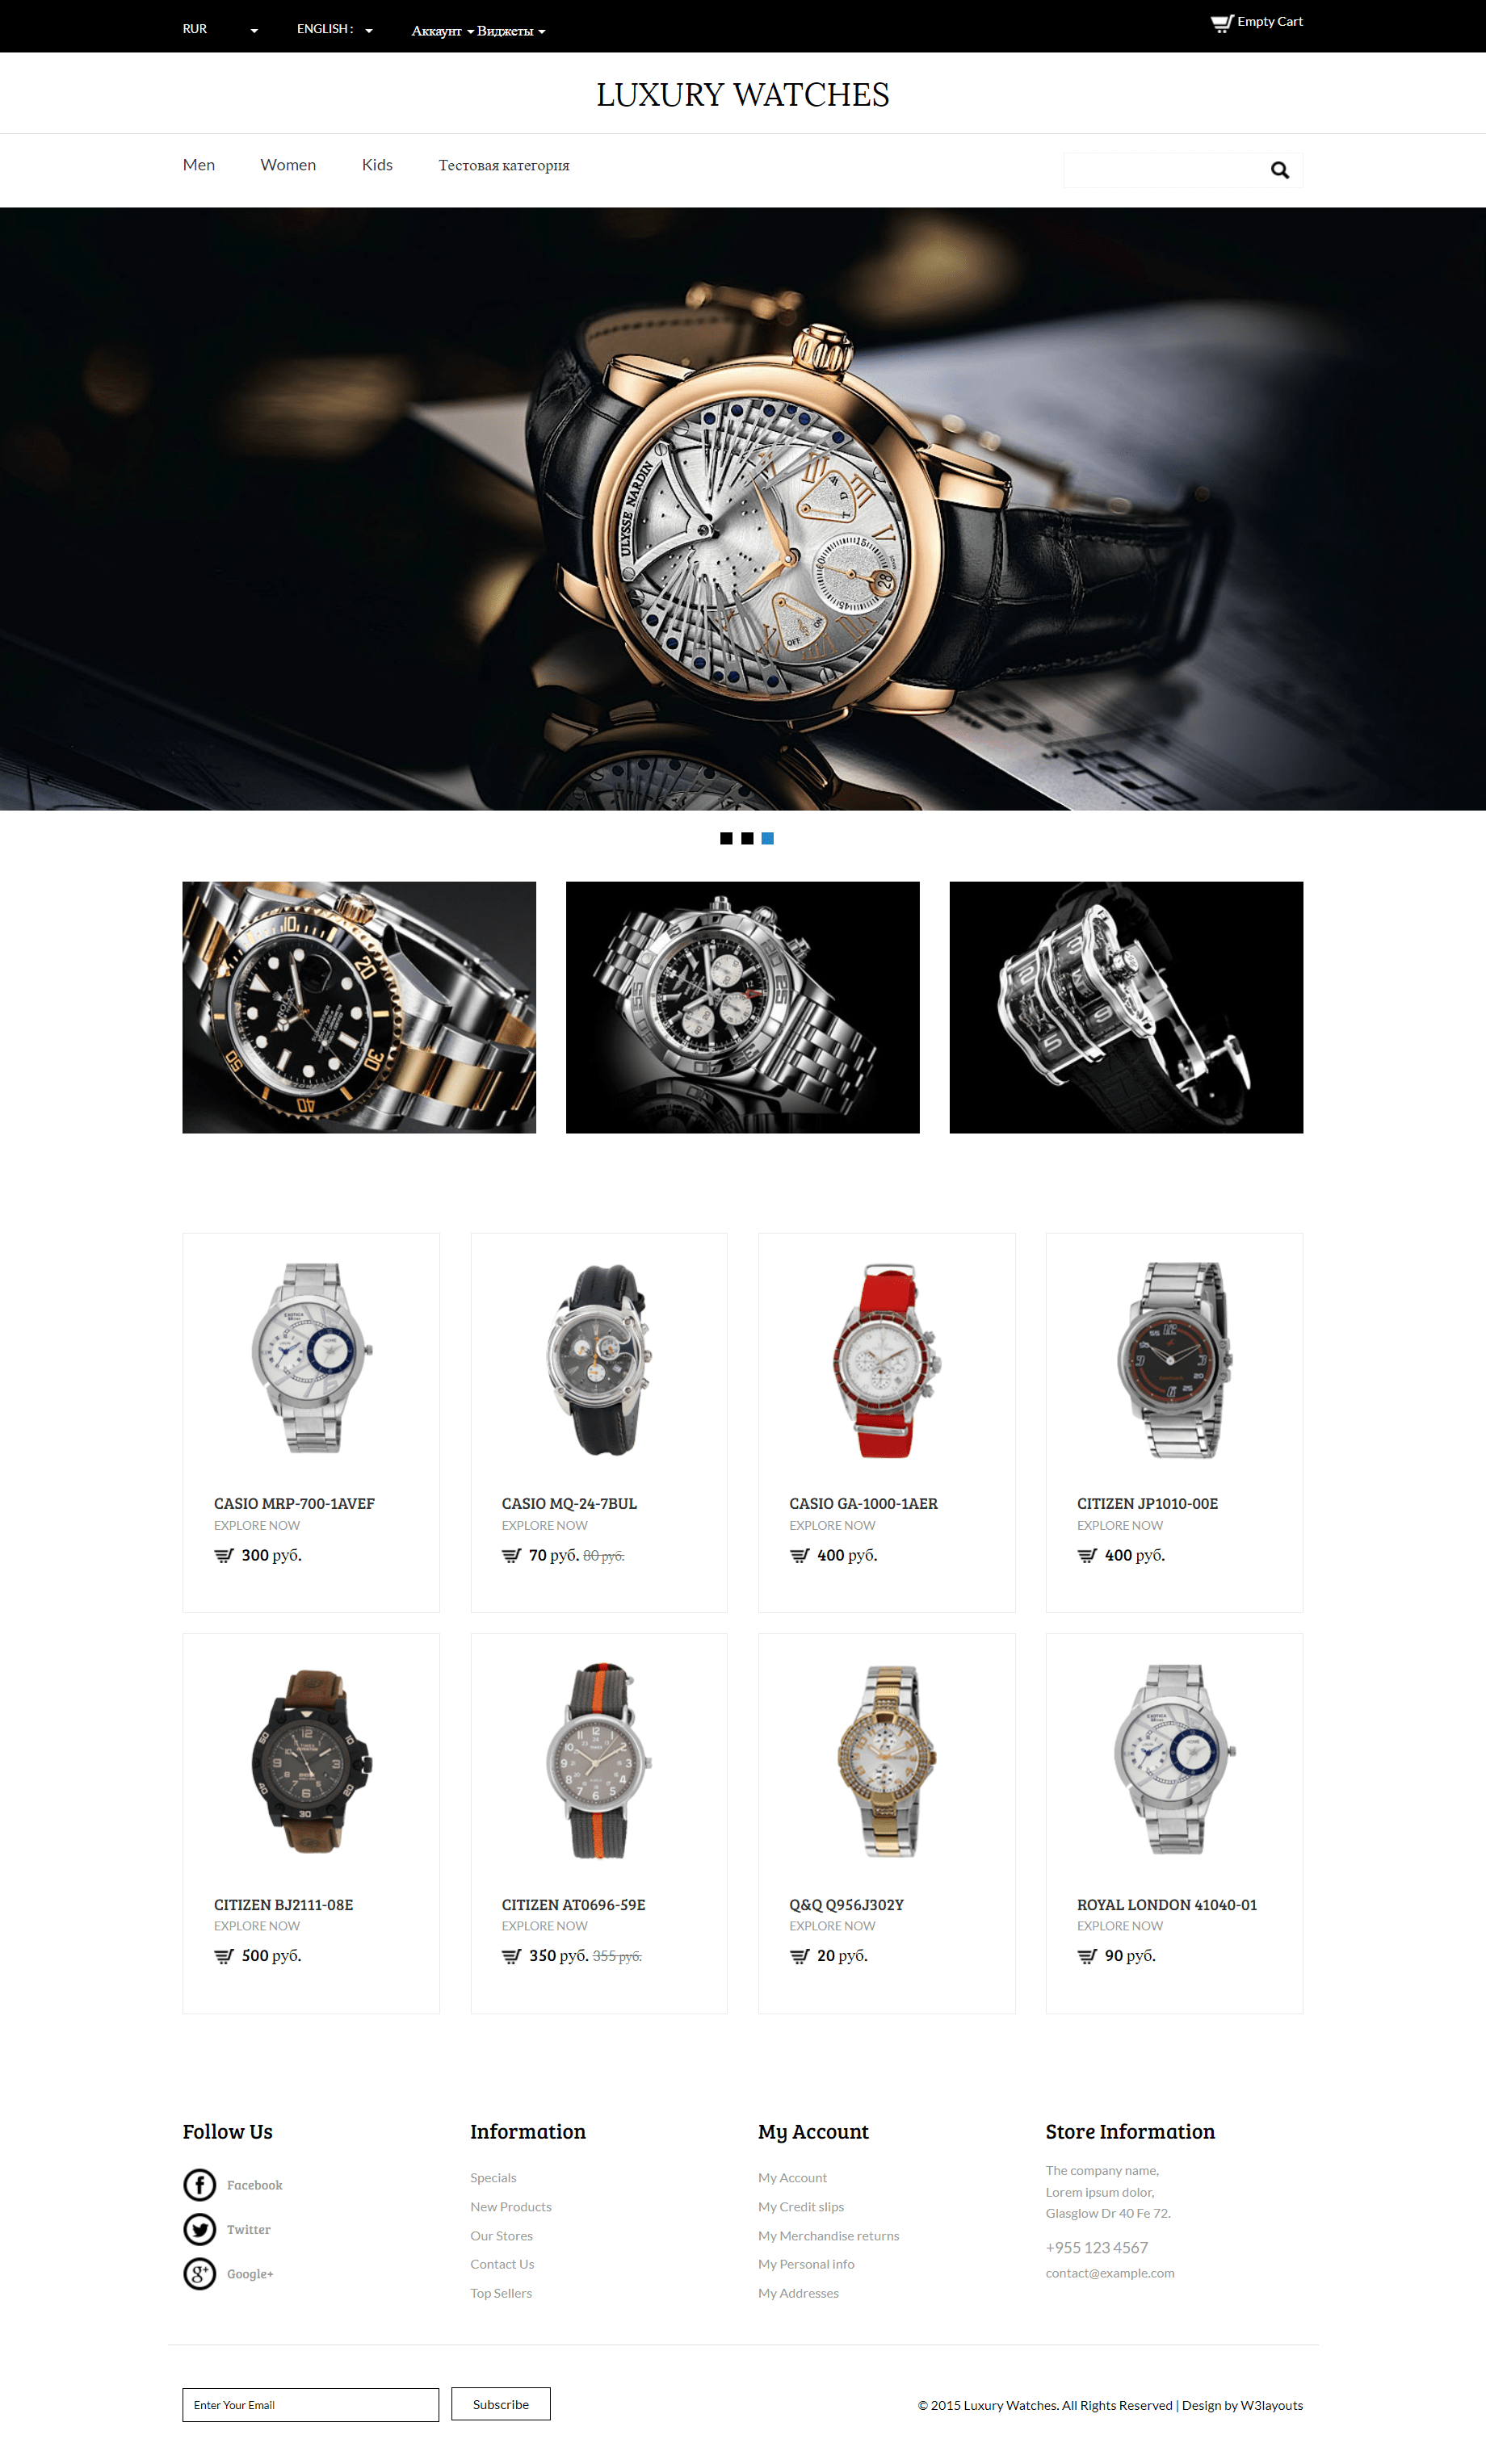 RUR ENGLISH : Аккаунт Виджеты Empty Cart
LUXURY WATCHES
Men Women Kids Тестовая категория
ULYSSE NARDIN
CASIO MRP-700-1AVEF
EXPLORE NOW
300 руб.
CASIO MQ-24-7BUL
EXPLORE NOW
70 руб. 80 руб.
CASIO GA-1000-1AER
EXPLORE NOW
400 руб.
CITIZEN JP1010-00E
EXPLORE NOW
400 руб.
CITIZEN BJ2111-08E
EXPLORE NOW
500 руб.
CITIZEN AT0696-59E
EXPLORE NOW
350 руб. 355 руб.
Q&Q Q956J302Y
EXPLORE NOW
20 руб.
ROYAL LONDON 41040-01
EXPLORE NOW
90 руб.
Follow Us
Facebook
Twitter
Google+
Information
Specials
New Products
Our Stores
Contact Us
Top Sellers
My Account
My Account
My Credit slips
My Merchandise returns
My Personal info
My Addresses
Store Information
The company name,
Lorem ipsum dolor,
Glasglow Dr 40 Fe 72.
+955 123 4567
contact@example.com
Enter Your Email Subscribe
© 2015 Luxury Watches. All Rights Reserved | Design by W3layouts